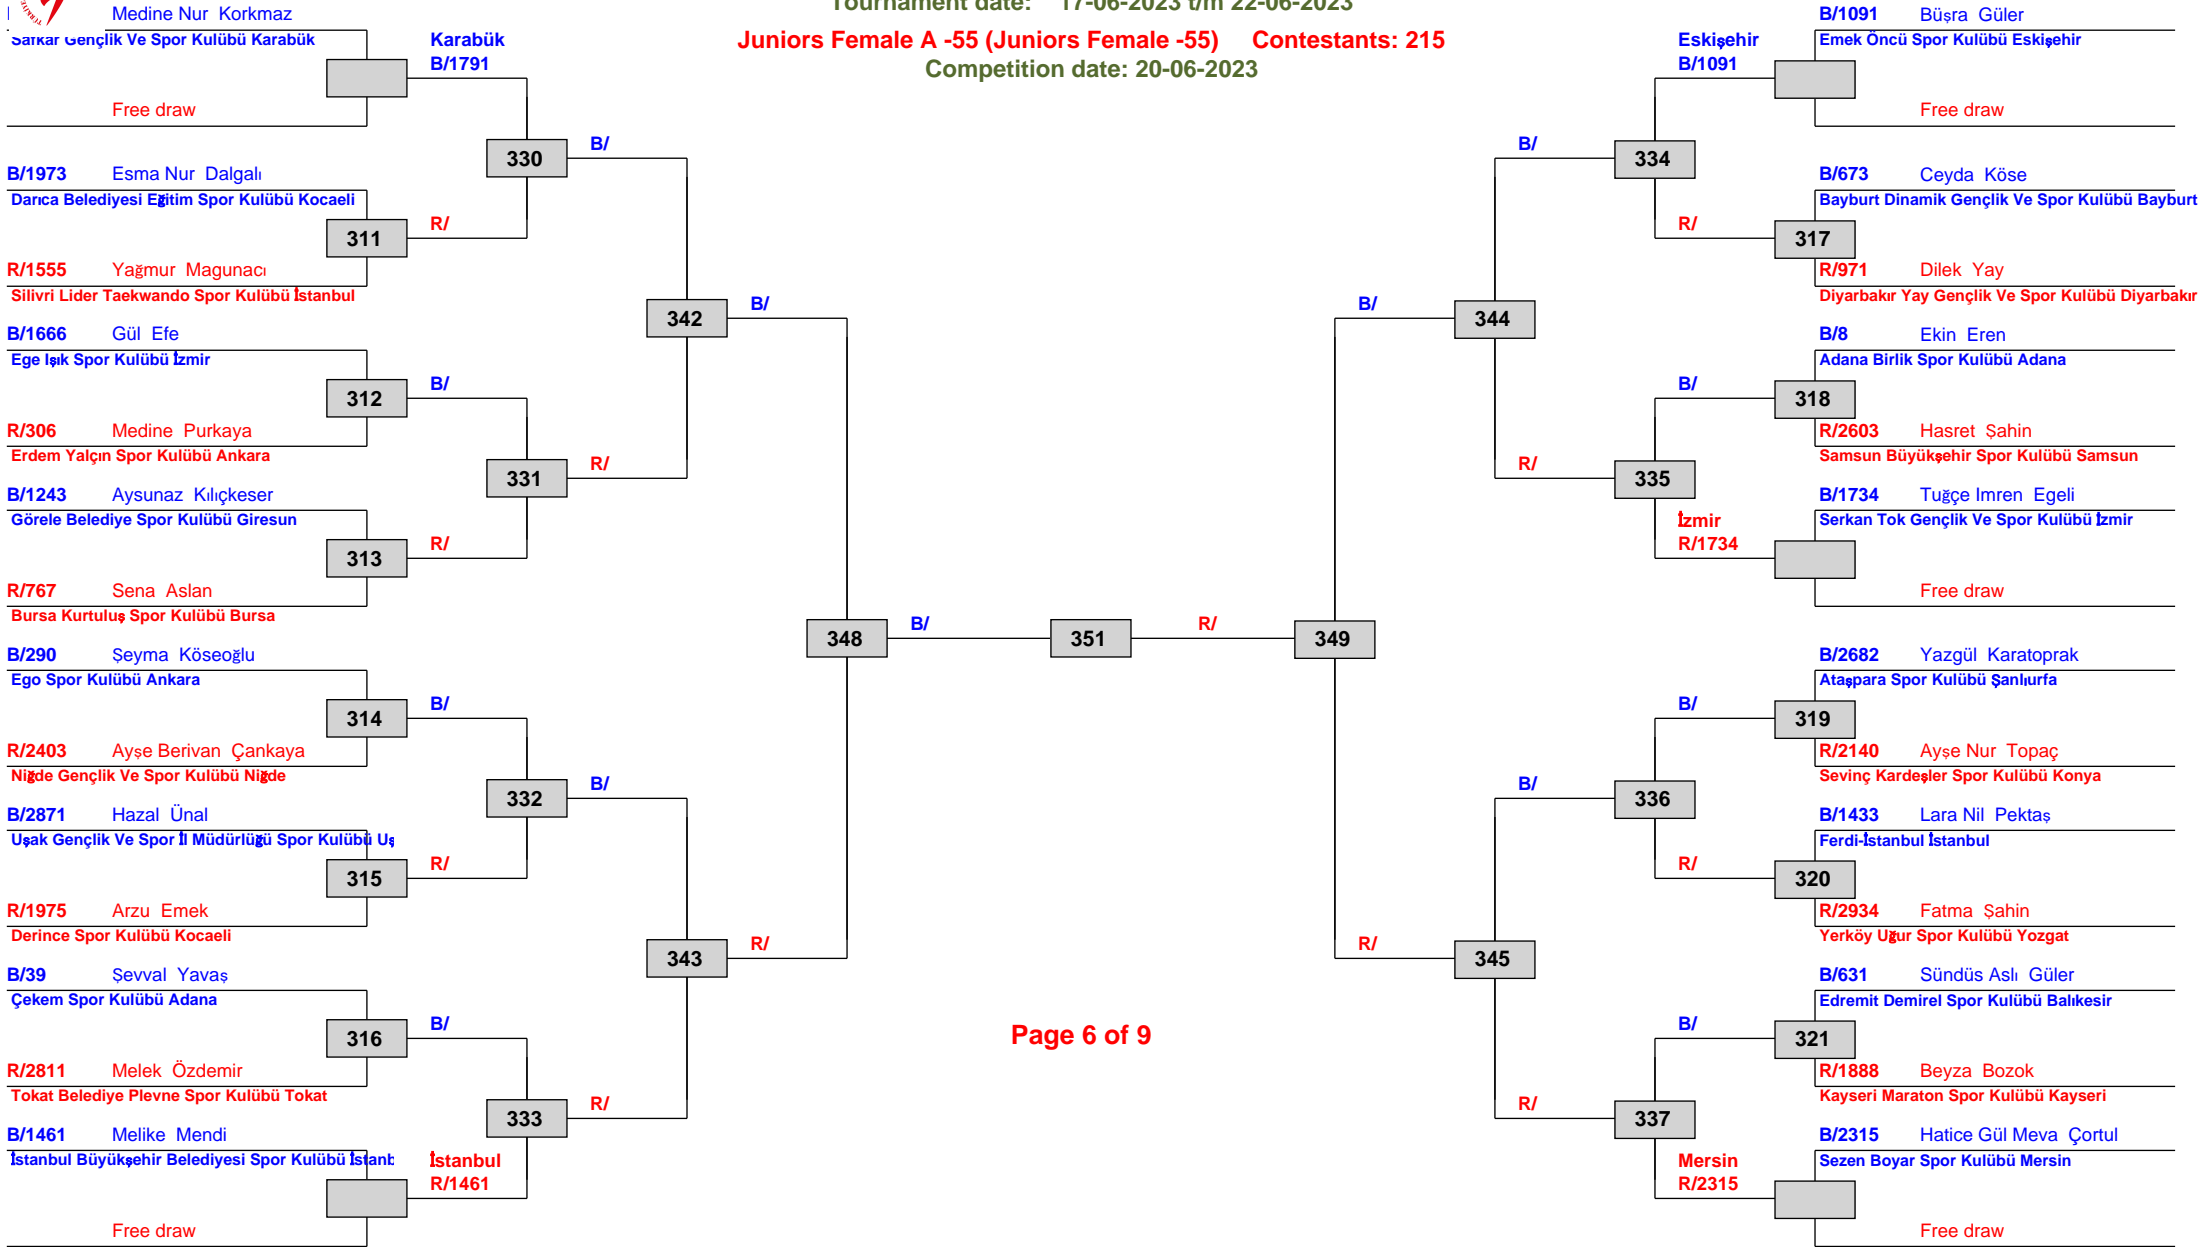 Tournament date: 17-06-2023 t/m 22-06-2023
Juniors Female A -55 (Juniors Female -55) Contestants: 215
Competition date: 20-06-2023
Medine Nur Korkmaz
Safkar Gençlik Ve Spor Kulübü Karabük
Free draw
Karabük
B/1791
B/1973 Esma Nur Dalgalı
Darıca Belediyesi Eğitim Spor Kulübü Kocaeli
311
R/1555 Yağmur Magunacı
Silivri Lider Taekwando Spor Kulübü İstanbul
R/
330
B/
B/1666 Gül Efe
Ege Işık Spor Kulübü İzmir
312
R/306 Medine Purkaya
Erdem Yalçın Spor Kulübü Ankara
B/
331
R/
B/1243 Aysunaz Kılıçkeser
Görele Belediye Spor Kulübü Giresun
313
R/767 Sena Aslan
Bursa Kurtuluş Spor Kulübü Bursa
R/
342
B/
B/290 Şeyma Köseoğlu
Ego Spor Kulübü Ankara
314
R/2403 Ayşe Berivan Çankaya
Niğde Gençlik Ve Spor Kulübü Niğde
B/
332
B/
B/2871 Hazal Ünal
Uşak Gençlik Ve Spor İl Müdürlüğü Spor Kulübü Uş
315
R/1975 Arzu Emek
Derince Spor Kulübü Kocaeli
R/
343
R/
B/39 Şevval Yavaş
Çekem Spor Kulübü Adana
316
R/2811 Melek Özdemir
Tokat Belediye Plevne Spor Kulübü Tokat
B/
333
R/
B/1461 Melike Mendi
İstanbul Büyükşehir Belediyesi Spor Kulübü İstanb
Free draw
İstanbul
R/1461
348
B/
351
R/
349
Page 6 of 9
B/1091 Büşra Güler
Emek Öncü Spor Kulübü Eskişehir
Free draw
Eskişehir
B/1091
334
B/
B/673 Ceyda Köse
Bayburt Dinamik Gençlik Ve Spor Kulübü Bayburt
317
R/971 Dilek Yay
Diyarbakır Yay Gençlik Ve Spor Kulübü Diyarbakır
R/
344
B/
B/8 Ekin Eren
Adana Birlik Spor Kulübü Adana
318
R/2603 Hasret Şahin
Samsun Büyükşehir Spor Kulübü Samsun
B/
335
R/
B/1734 Tuğçe Imren Egeli
Serkan Tok Gençlik Ve Spor Kulübü İzmir
Free draw
İzmir
R/1734
B/2682 Yazgül Karatoprak
Ataşpara Spor Kulübü Şanlıurfa
319
R/2140 Ayşe Nur Topaç
Sevinç Kardeşler Spor Kulübü Konya
B/
336
B/
B/1433 Lara Nil Pektaş
Ferdi-İstanbul İstanbul
320
R/2934 Fatma Şahin
Yerköy Uğur Spor Kulübü Yozgat
R/
345
R/
B/631 Sündüs Aslı Güler
Edremit Demirel Spor Kulübü Balıkesir
321
R/1888 Beyza Bozok
Kayseri Maraton Spor Kulübü Kayseri
B/
337
R/
B/2315 Hatice Gül Meva Çortul
Sezen Boyar Spor Kulübü Mersin
Free draw
Mersin
R/2315